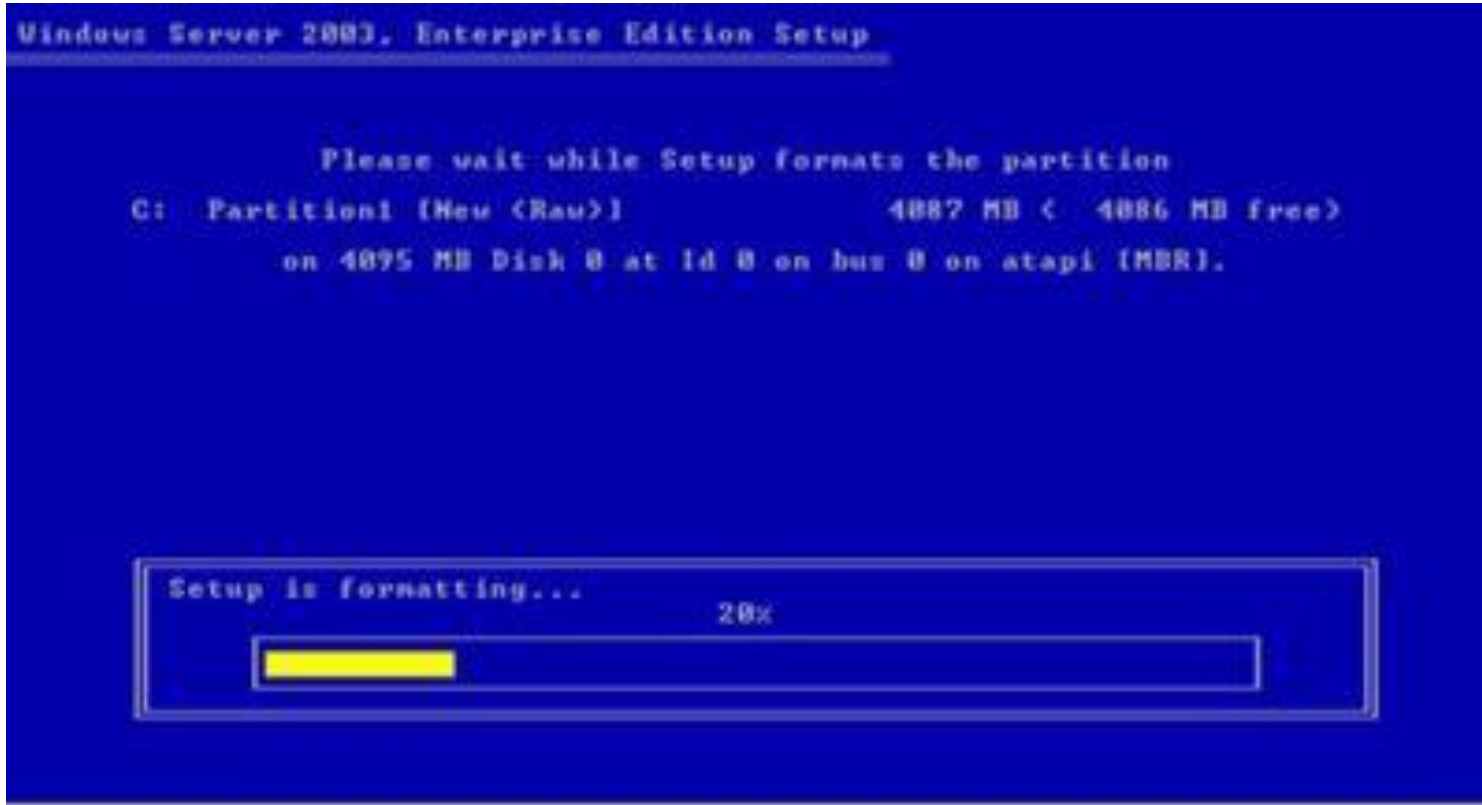 Windows Server 2003, Enterprise Edition Setup
Please wait while Setup formats the partition
C: Partition1 [New (Raw)] 4087 MB ( 4086 MB free)
on 4095 MB Disk 0 at Id 0 on bus 0 on atapi [MBR].
Setup is formatting...
20%